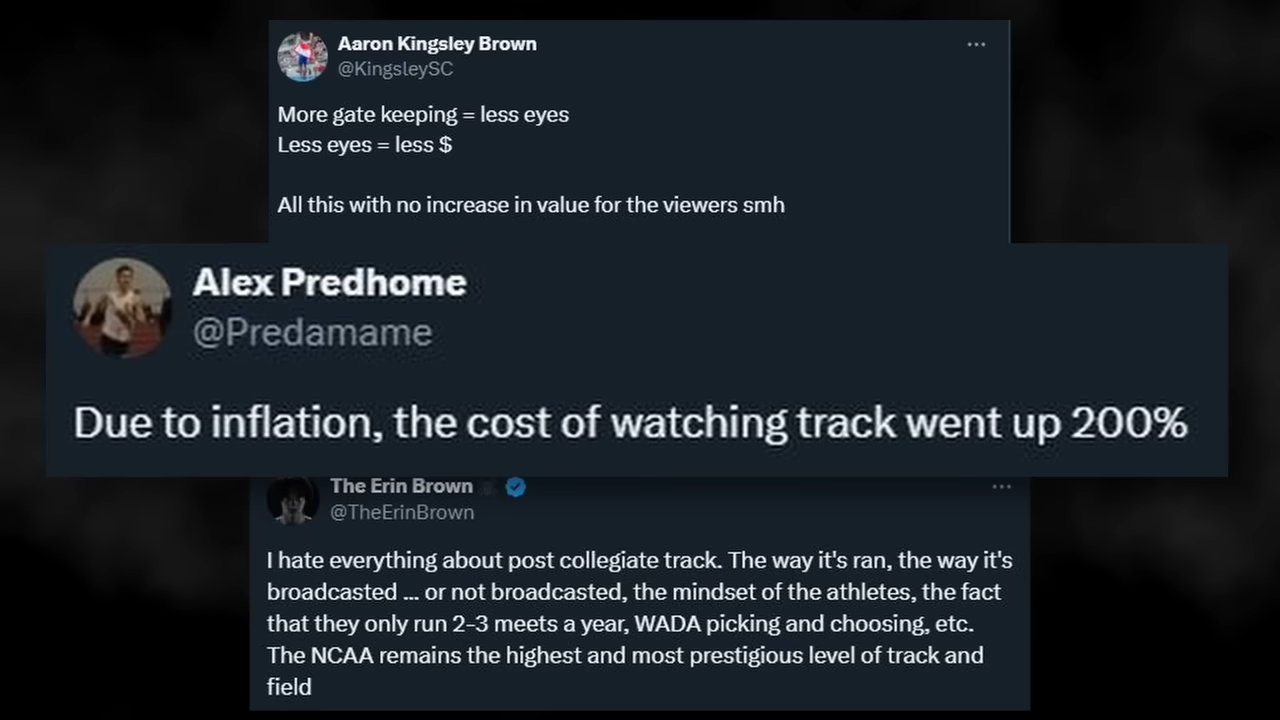 Aaron Kingsley Brown
@KingsleySC
More gate keeping = less eyes
Less eyes = less $
All this with no increase in value for the viewers smh
Alex Predhome
@Predamame
Due to inflation, the cost of watching track went up 200%
The Erin Brown
@TheErinBrown
I hate everything about post collegiate track. The way it's ran, the way it's
broadcasted ... or not broadcasted, the mindset of the athletes, the fact
that they only run 2-3 meets a year, WADA picking and choosing, etc.
The NCAA remains the highest and most prestigious level of track and
field